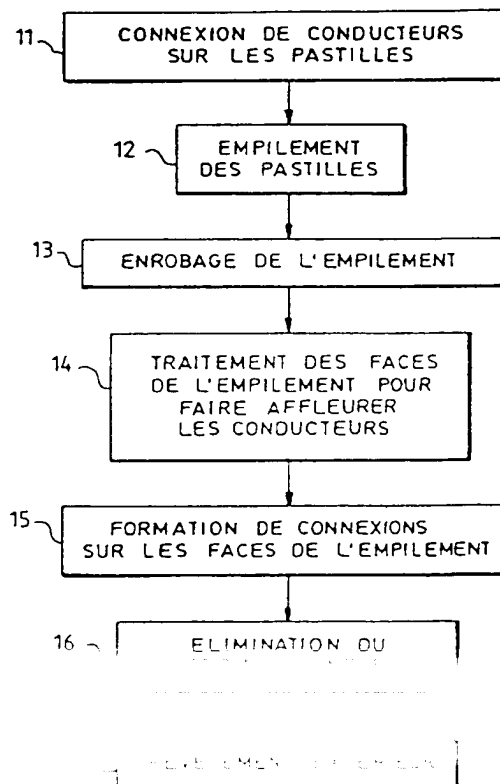 11
CONNEXION DE CONDUCTEURS
SUR LES PASTILLES
12
EMPILEMENT
DES PASTILLES
13
ENROBAGE DE L'EMPILEMENT
14
TRAITEMENT DES FACES
DE L'EMPILEMENT POUR
FAIRE AFFLEURER
LES CONDUCTEURS
15
FORMATION DE CONNEXIONS
SUR LES FACES DE L'EMPILEMENT
16
ELIMINATION DU